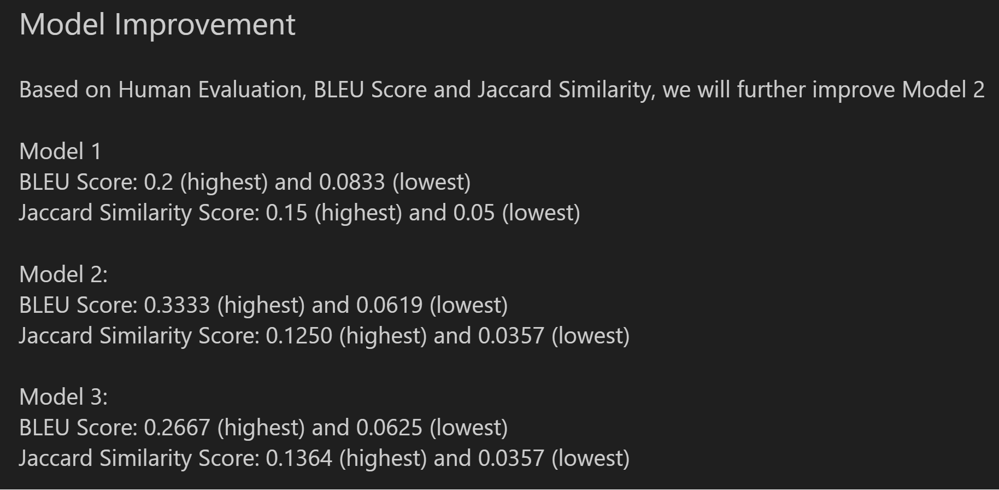 Model Improvement
Based on Human Evaluation, BLEU Score and Jaccard Similarity, we will further improve Model 2
Model 1
BLEU Score: 0.2 (highest) and 0.0833 (lowest)
Jaccard Similarity Score: 0.15 (highest) and 0.05 (lowest)
Model 2:
BLEU Score: 0.3333 (highest) and 0.0619 (lowest)
Jaccard Similarity Score: 0.1250 (highest) and 0.0357 (lowest)
Model 3:
BLEU Score: 0.2667 (highest) and 0.0625 (lowest)
Jaccard Similarity Score: 0.1364 (highest) and 0.0357 (lowest)